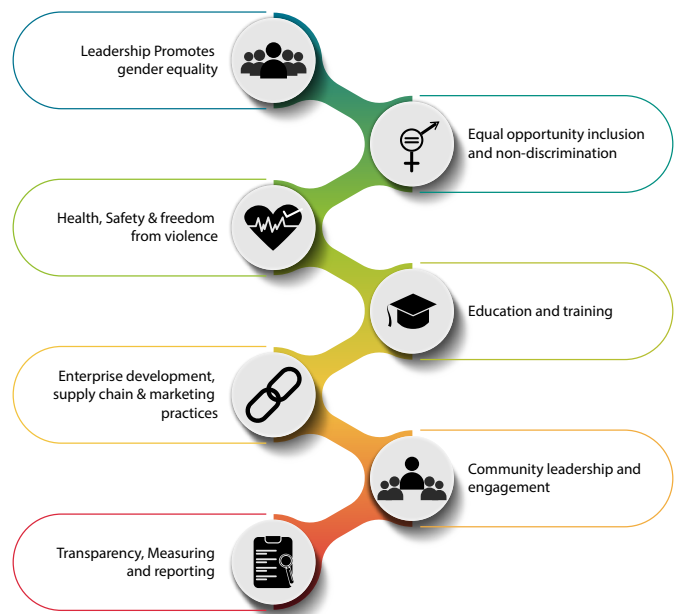 Leadership Promotes
gender equality
Equal opportunity inclusion
and non-discrimination
Health, Safety & freedom
from violence
Education and training
Enterprise development,
supply chain & marketing
practices
Community leadership and
engagement
Transparency, Measuring
and reporting